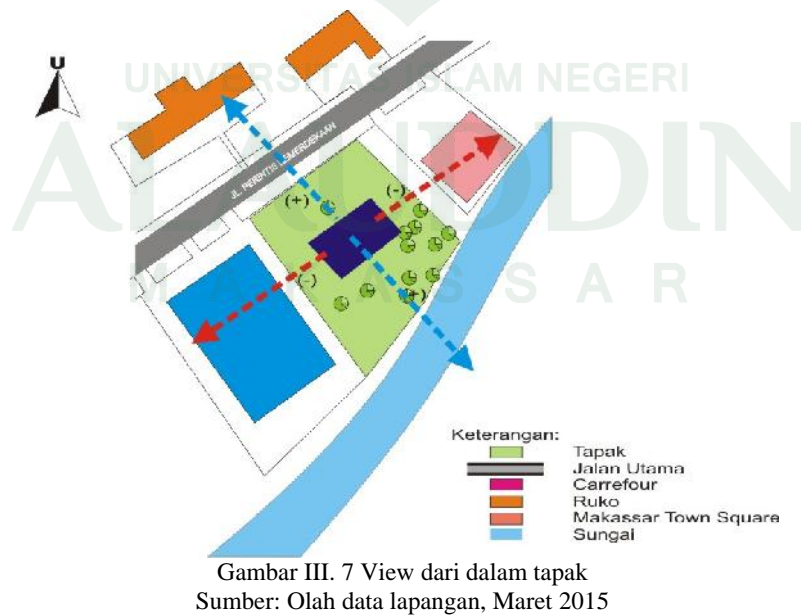 U
UNIVERSITAS ISLAM NEGERI
ALAUDDIN
M A K A S S A R
JL. PERINTIS KEMERDEKAAN
(+)
(-)
(-)
(+)
Keterangan:
Tapak
Jalan Utama
Carrefour
Ruko
Makassar Town Square
Sungai
Gambar III. 7 View dari dalam tapak
Sumber: Olah data lapangan, Maret 2015